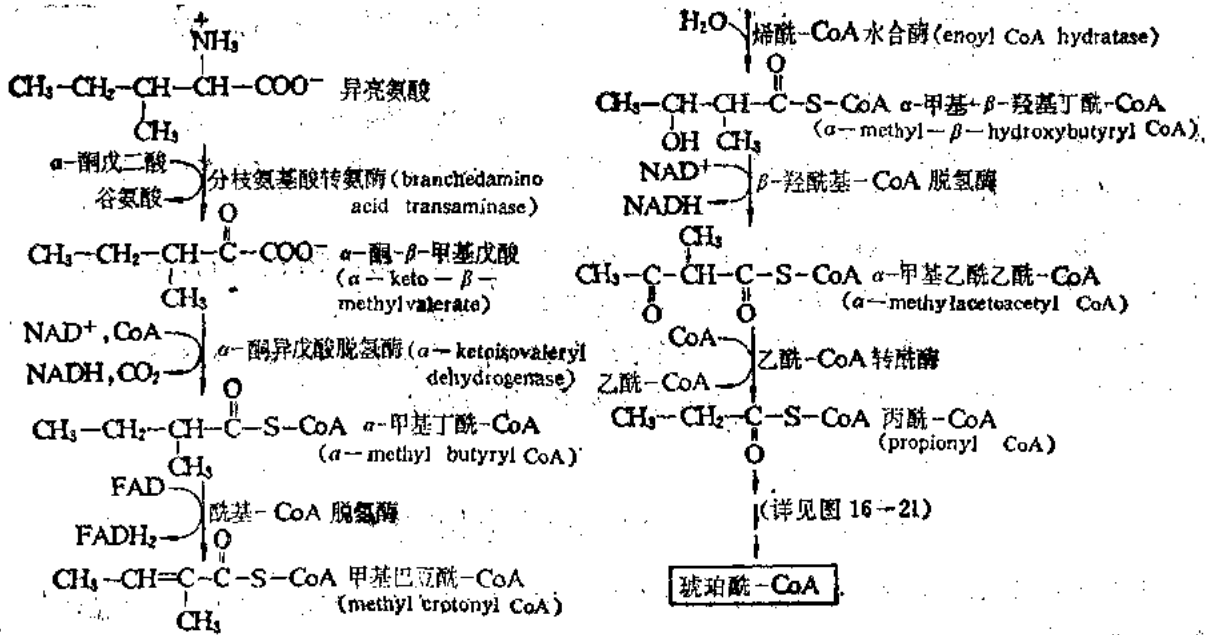 +
NH₃
CH₃−CH₂−CH−CH−COO⁻ 异亮氨酸
CH₃
α-酮戊二酸
谷氨酸
分枝氨基酸转氨酶(branchedamino
acid transaminase)
O
CH₃−CH₂−CH−C−COO⁻ α-酮-β-甲基戊酸
(α−keto−β−
methylvalerate)
CH₃
NAD⁺,CoA
NADH,CO₂
α-酮异戊酸脱氢酶(α−ketoisovaleryl
dehydrogenase)
O
CH₃−CH₂−CH−C−S−CoA α-甲基丁酰-CoA
(α−methyl butyryl CoA)
CH₃
FAD
FADH₂
酰基-CoA 脱氢酶
O
CH₃−CH=C−C−S−CoA 甲基巴豆酰-CoA
(methyl crotonyl CoA)
CH₃
H₂O
烯酰-CoA水合酶(enoyl CoA hydratase)
O
CH₃−CH−CH−C−S−CoA α-甲基-β-羟基丁酰-CoA
OH CH₃
(α−methyl−β−hydroxybutyryl CoA)
NAD⁺
NADH
β-羟酰基-CoA 脱氢酶
CH₃
CH₃−C−CH−C−S−CoA α-甲基乙酰乙酰-CoA
O O
(α−methylacetoacetyl CoA)
CoA
乙酰-CoA
乙酰-CoA转酰酶
CH₃−CH₂−C−S−CoA 丙酰-CoA
(propionyl CoA)
O
(详见图 16−21)
琥珀酰-CoA